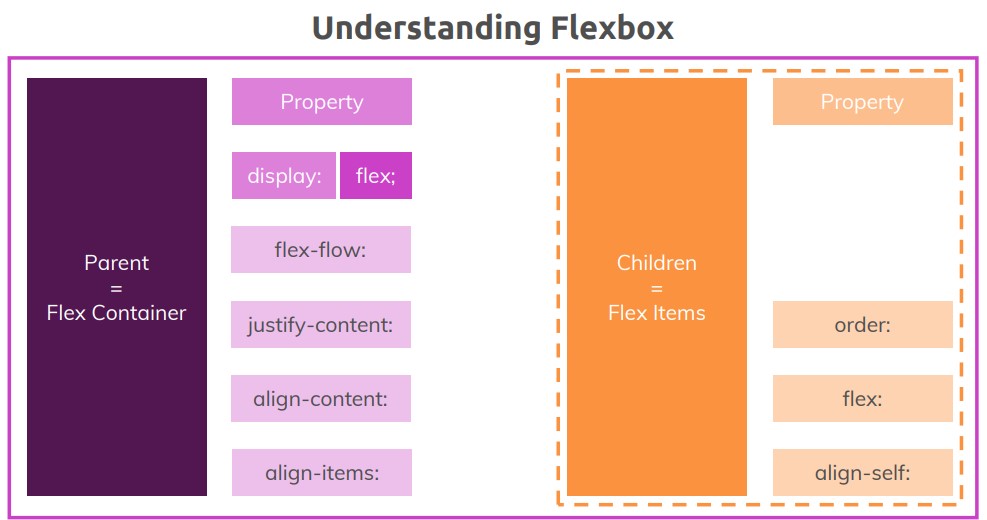 Understanding Flexbox
Parent
=
Flex Container
Property
display: flex;
flex-flow:
justify-content:
align-content:
align-items:
Children
=
Flex Items
Property
order:
flex:
align-self: